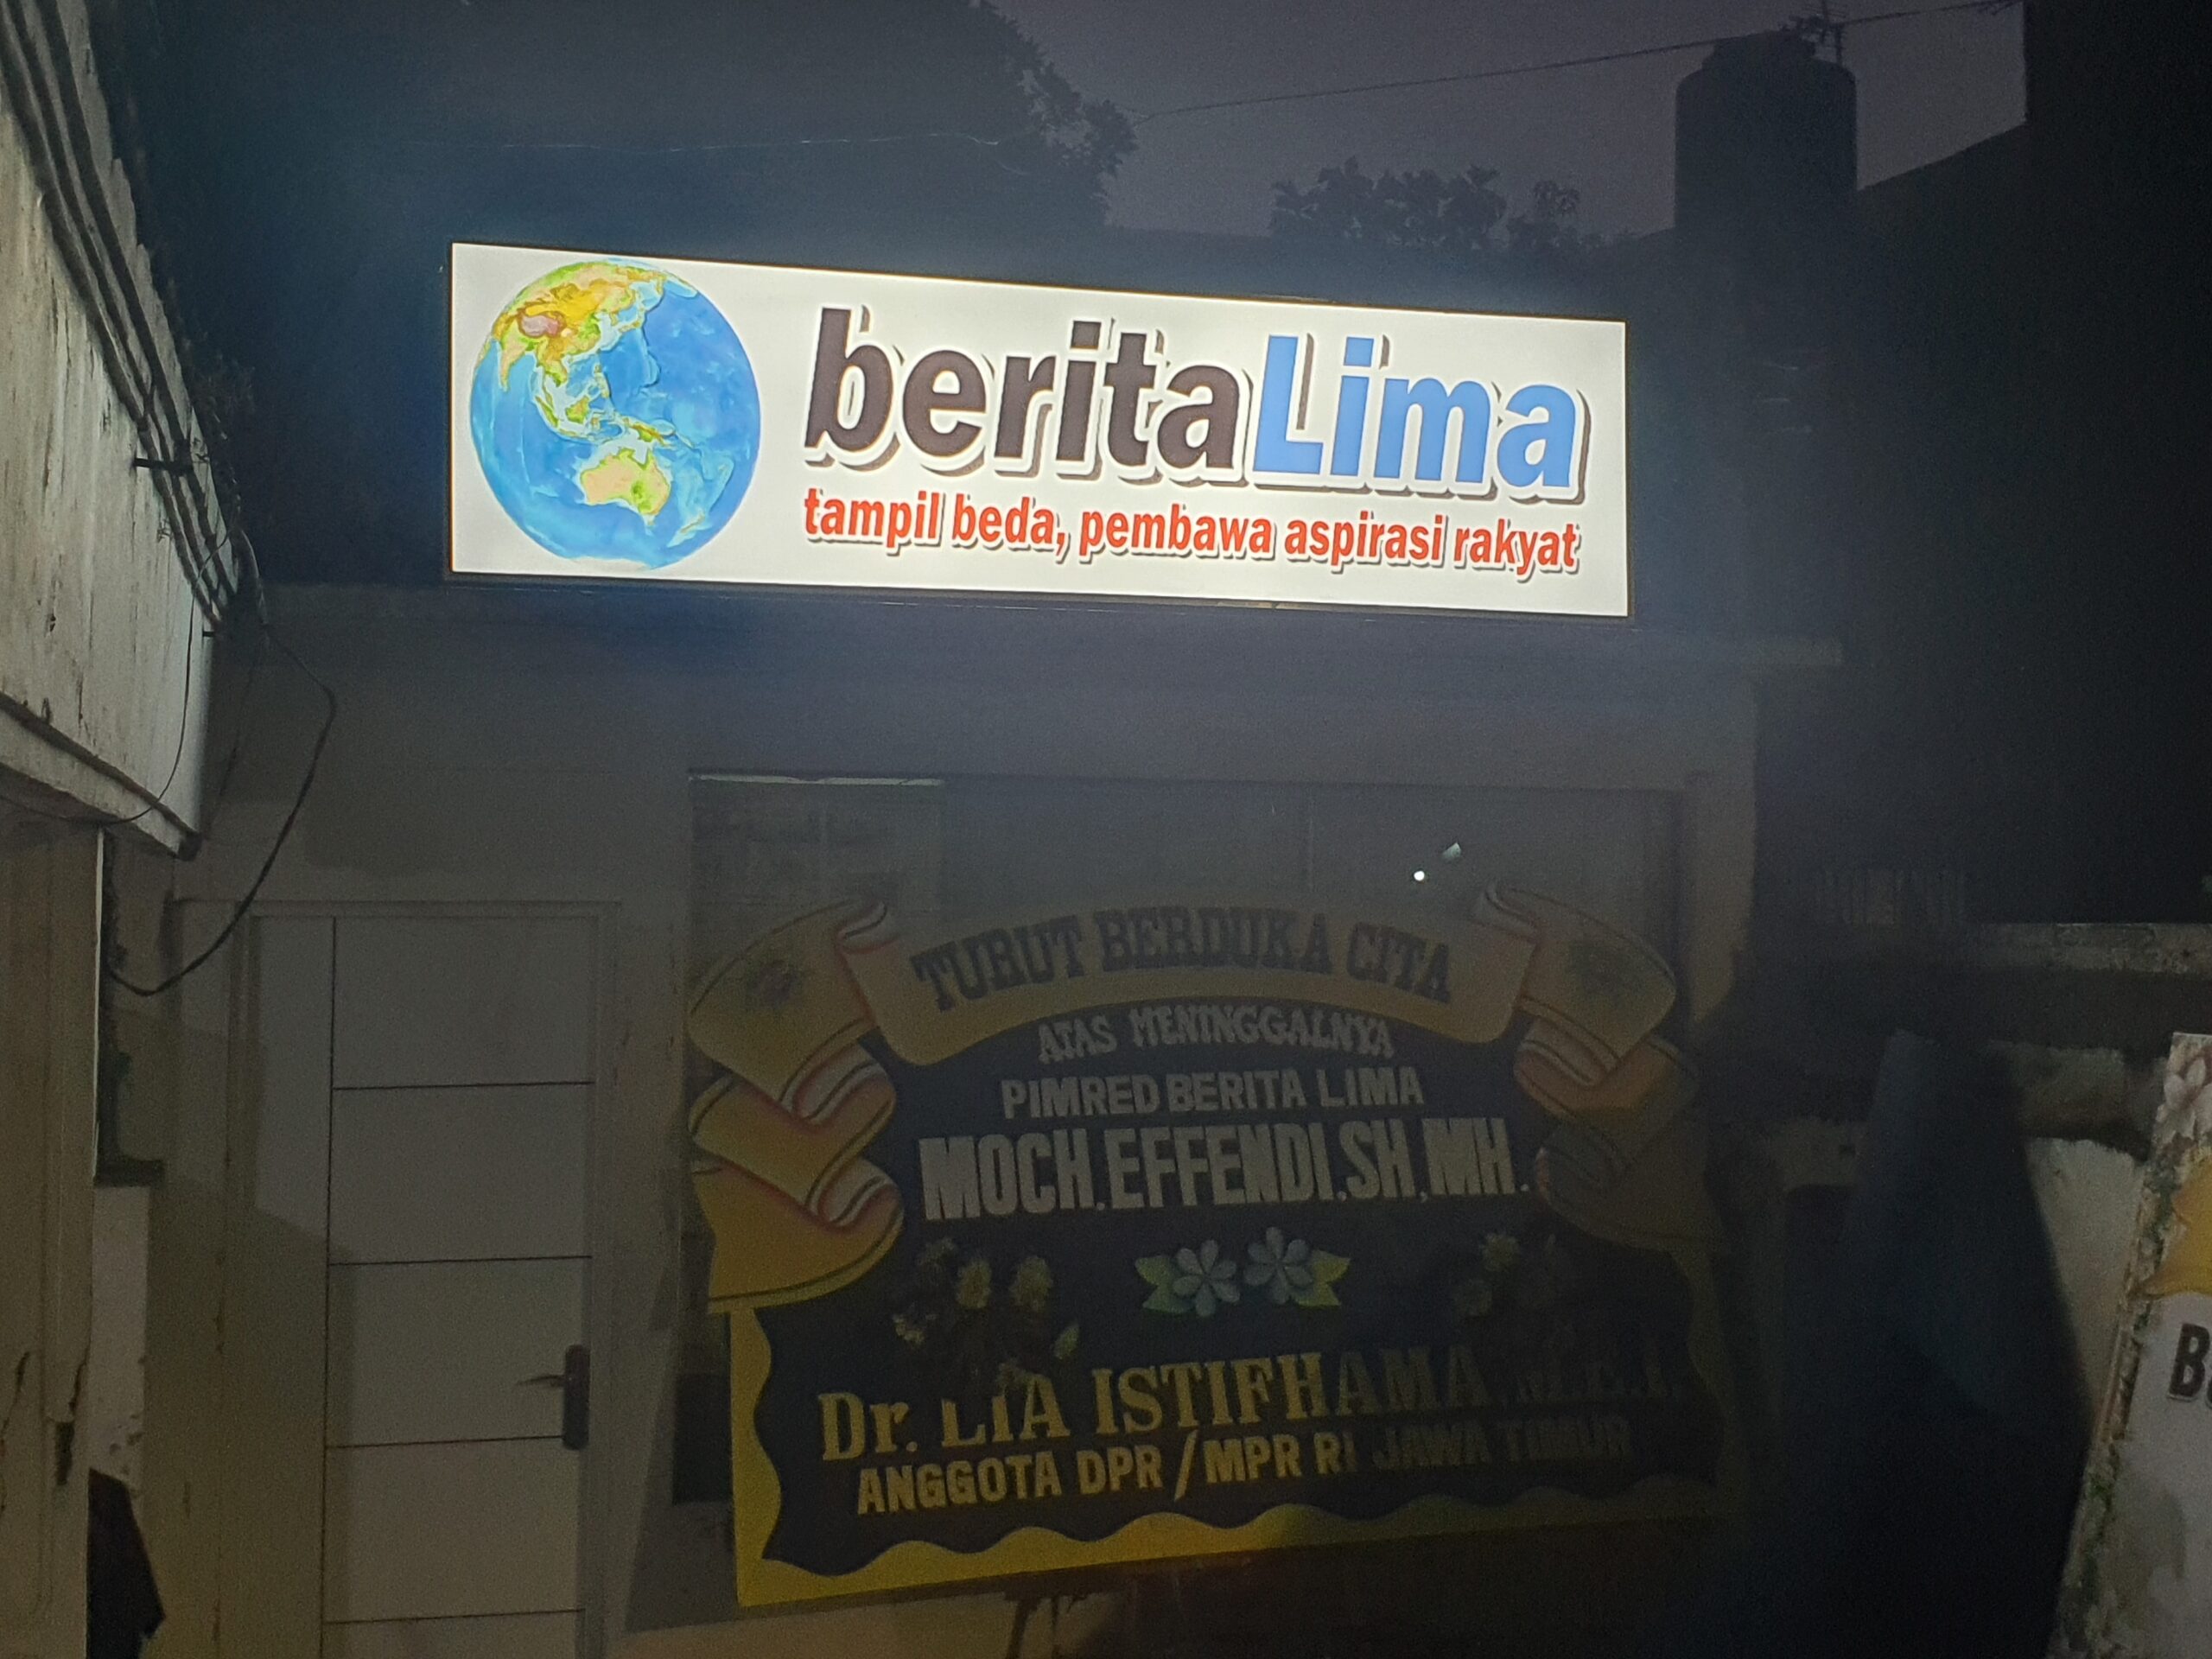 beritaLima
tampil beda, pembawa aspirasi rakyat
TURUT BERDUKA CITA
ATAS MENINGGALNYA
PIMRED BERITA LIMA
MOCH.EFFENDI.SH,MH.
Dr. LIA ISTIFHAMA, M.E.I
ANGGOTA DPR / MPR RI JAWA TIMUR